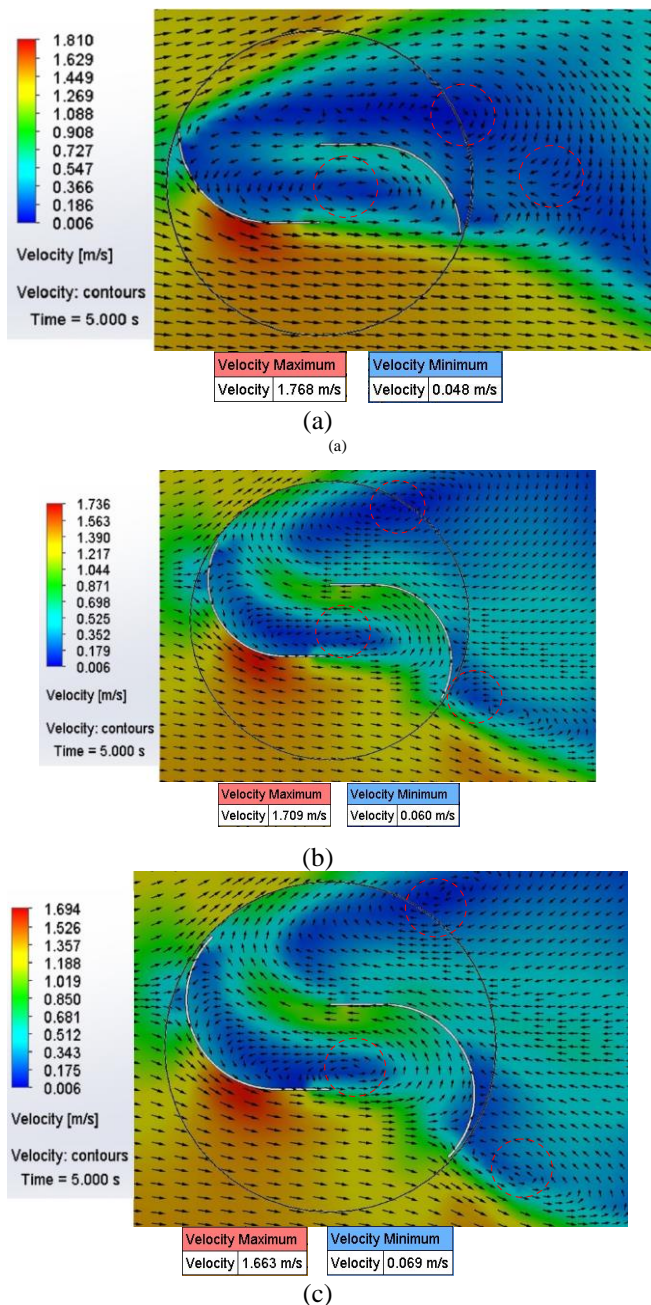 1.810
1.629
1.449
1.269
1.088
0.908
0.727
0.547
0.367
0.186
0.006
Velocity [m/s]
Velocity: contours
Time = 5.000 s
Velocity Maximum Velocity Minimum
Velocity 1.768 m/s Velocity 0.048 m/s
(a)
(a)
1.736
1.563
1.390
1.217
1.044
0.871
0.698
0.525
0.352
0.179
0.006
Velocity [m/s]
Velocity: contours
Time = 5.000 s
Velocity Maximum Velocity Minimum
Velocity 1.709 m/s Velocity 0.060 m/s
(b)
1.694
1.526
1.357
1.188
1.019
0.850
0.681
0.512
0.343
0.175
0.006
Velocity [m/s]
Velocity: contours
Time = 5.000 s
Velocity Maximum Velocity Minimum
Velocity 1.663 m/s Velocity 0.069 m/s
(c)